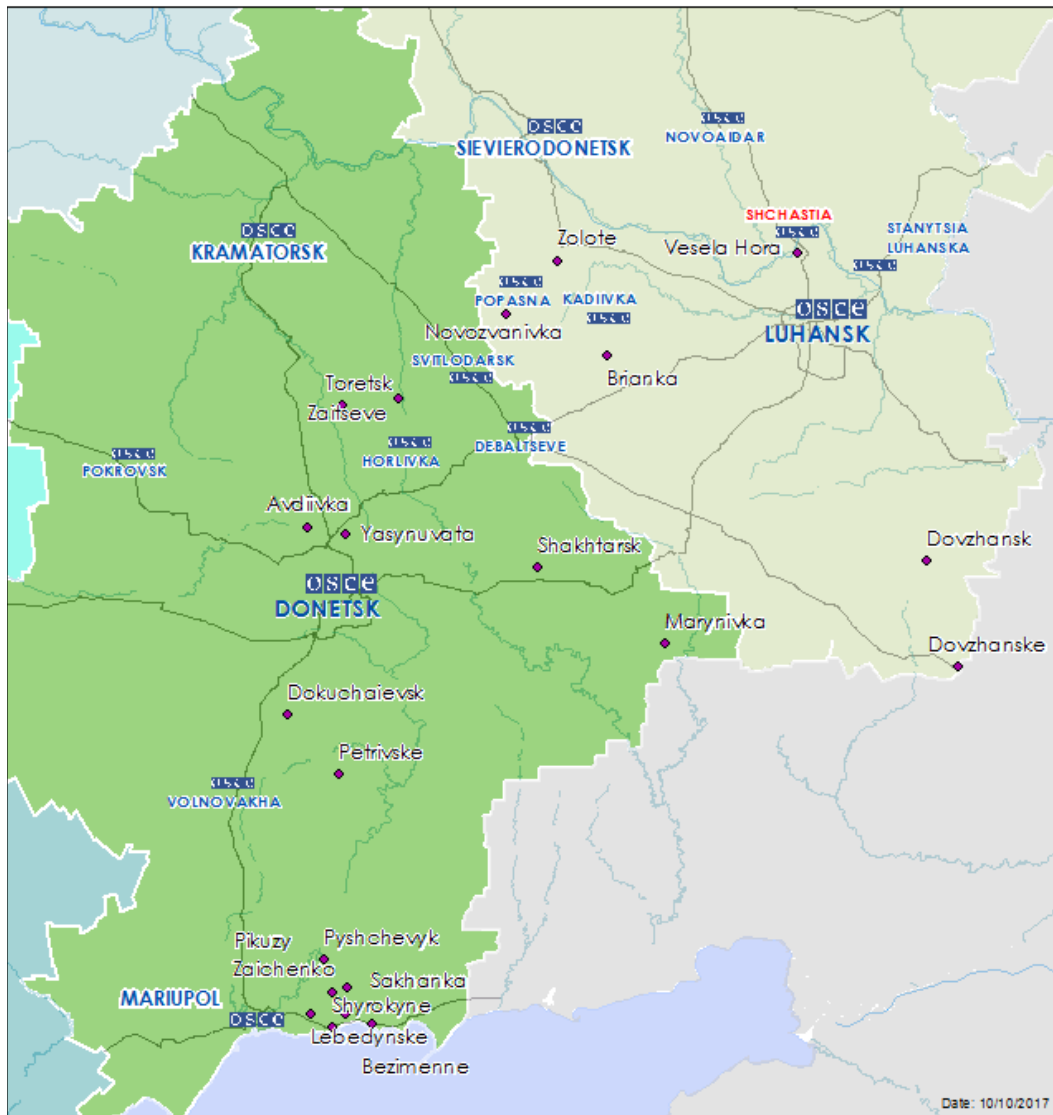 OSCE
SIEVIERODONETSK
OSCE
NOVOAIDAR
SHCHASTIA
OSCE
STANYTSIA
LUHANSKA
OSCE
OSCE
KRAMATORSK
Zolote
Vesela Hora
OSCE
POPASNA
KADIIVKA
OSCE
OSCE
LUHANSK
Novozvanivka
SVITLODARSK
OSCE
Brianka
Toretsk
Zaitseve
OSCE
HORLIVKA
OSCE
DEBALTSEVE
OSCE
POKROVSK
Avdiivka
Yasynuvata
Shakhtarsk
Dovzhansk
OSCE
DONETSK
Marynivka
Dovzhanske
Dokuchaievsk
Petrivske
OSCE
VOLNOVAKHA
Pikuzy
Pyshchevyk
Zaichenko
Sakhanka
MARIUPOL
OSCE
Shyrokyne
Lebedynske
Bezimenne
Date: 10/10/2017